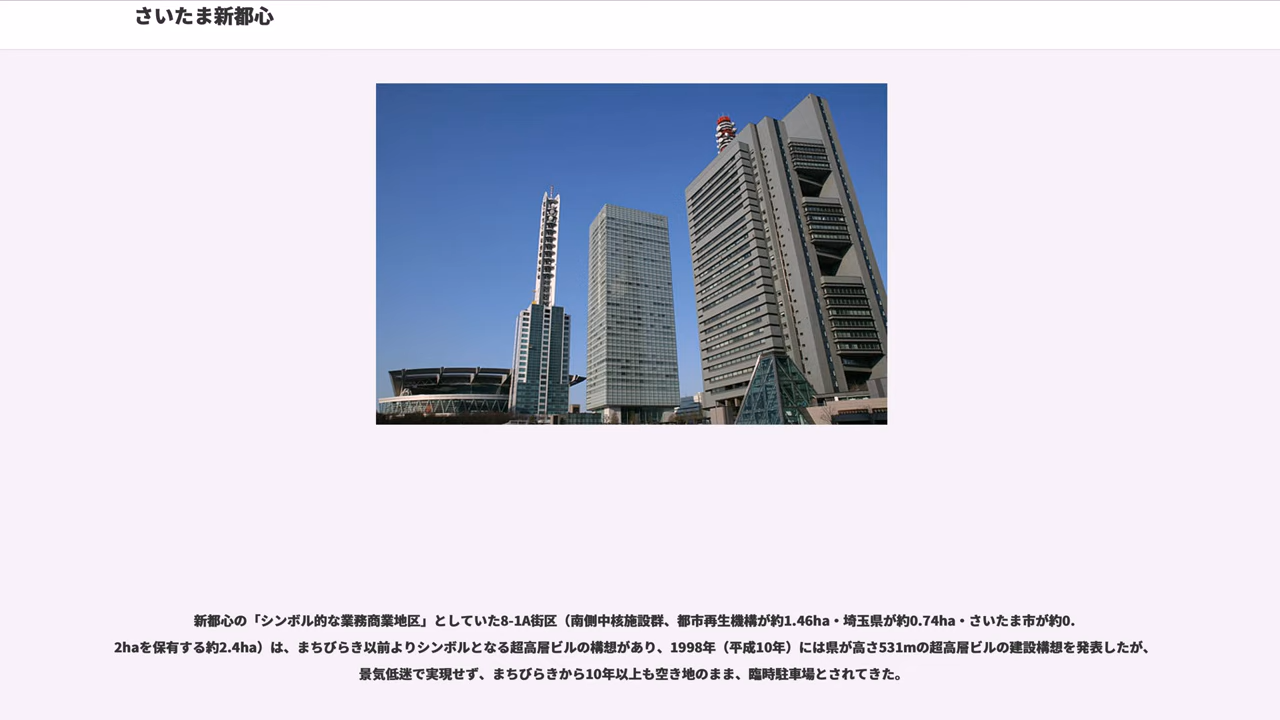 さいたま新都心
新都心の「シンボル的な業務商業地区」としていた8-1A街区（南側中核施設群、都市再生機構が約1.46ha・埼玉県が約0.74ha・さいたま市が約0.
2haを保有する約2.4ha）は、まちびらき以前よりシンボルとなる超高層ビルの構想があり、1998年（平成10年）には県が高さ531mの超高層ビルの建設構想を発表したが、
景気低迷で実現せず、まちびらきから10年以上も空き地のまま、臨時駐車場とされてきた。